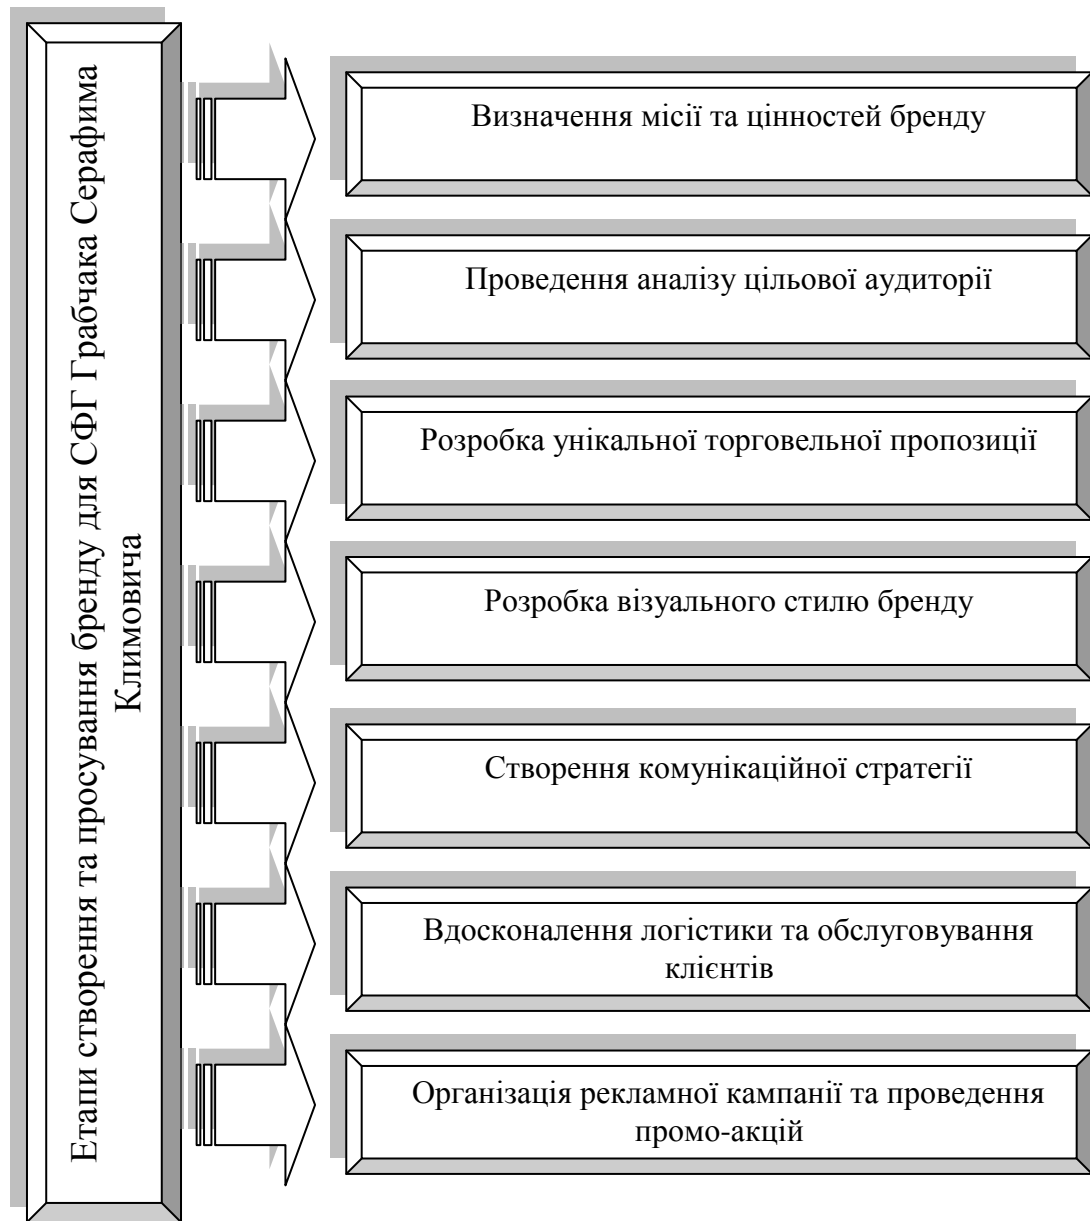 Етапи створення та просування бренду для СФГ Грабчака Серафима
Климовича
Визначення місії та цінностей бренду
Проведення аналізу цільової аудиторії
Розробка унікальної торговельної пропозиції
Розробка візуального стилю бренду
Створення комунікаційної стратегії
Вдосконалення логістики та обслуговування
клієнтів
Організація рекламної кампанії та проведення
промо-акцій